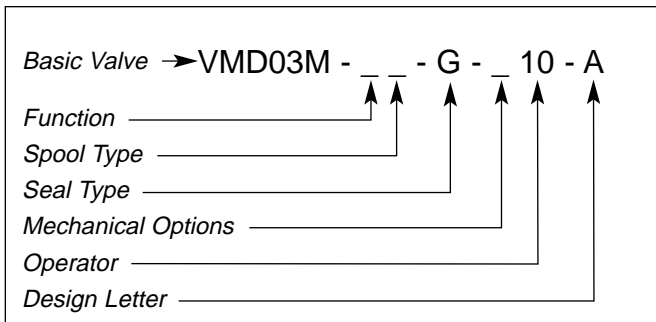 Basic Valve VMD03M - _ _ - G - _ 10 - A
Function
Spool Type
Seal Type
Mechanical Options
Operator
Design Letter